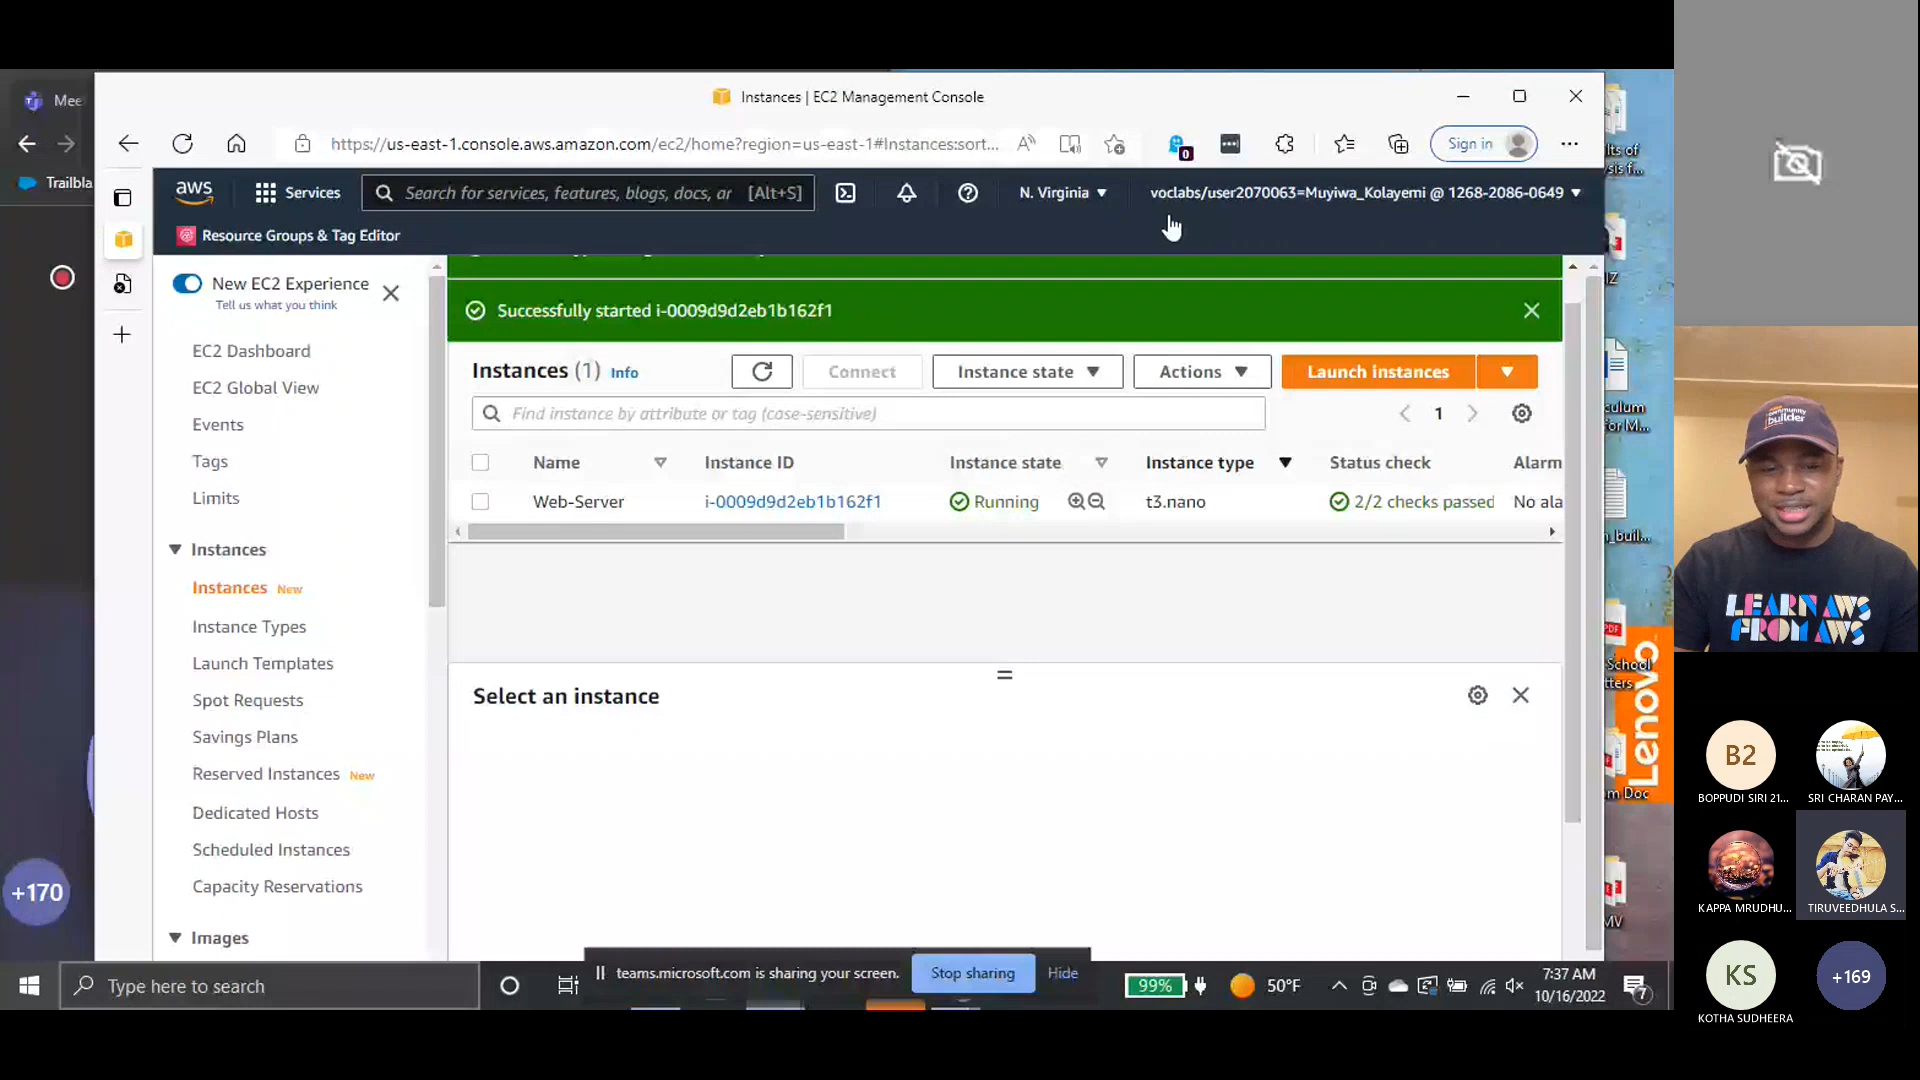 Mee
Instances | EC2 Management Console
https://us-east-1.console.aws.amazon.com/ec2/home?region=us-east-1#Instances:sort...
0
Sign in
Trailbla
aws
Services
Search for services, features, blogs, docs, ar [Alt+S]
N. Virginia
voclabs/user2070063=Muyiwa_Kolayemi @ 1268-2086-0649
Resource Groups & Tag Editor
New EC2 Experience
Tell us what you think
EC2 Dashboard
EC2 Global View
Events
Tags
Limits
Instances
Instances New
Instance Types
Launch Templates
Spot Requests
Savings Plans
Reserved Instances New
Dedicated Hosts
Scheduled Instances
Capacity Reservations
Images
Successfully started i-0009d9d2eb1b162f1
Instances (1) Info
Connect
Instance state
Actions
Launch instances
Find instance by attribute or tag (case-sensitive)
1
Name
Instance ID
Instance state
Instance type
Status check
Alarm
Web-Server
i-0009d9d2eb1b162f1
Running
t3.nano
2/2 checks passed
No ala
Select an instance
+170
teams.microsoft.com is sharing your screen.
Stop sharing
Hide
Type here to search
99%
50°F
7:37 AM
10/16/2022
7
Lenovo
builder
LEARN AWS
FROM AWS
B2
BOPPUDI SIRI 21...
SRI CHARAN PAY...
KAPPA MRUDHU...
TIRUVEEDHULA S...
KS
KOTHA SUDHEERA
+169